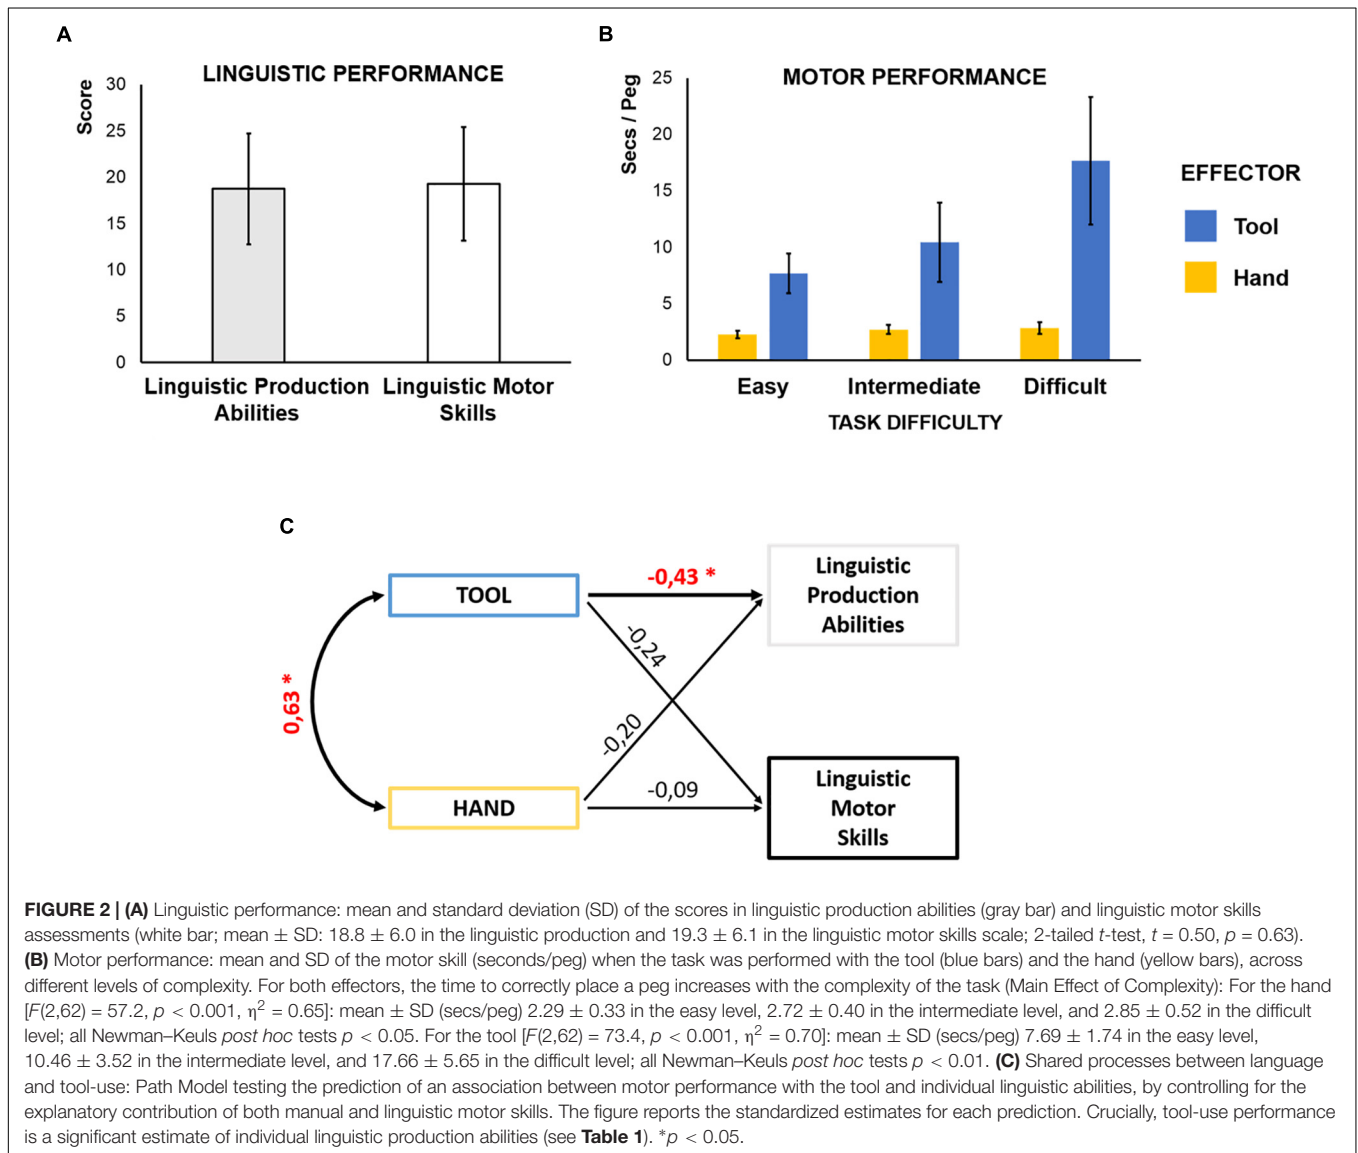 A
LINGUISTIC PERFORMANCE
Score
30
25
20
15
10
5
0
Linguistic Production
Abilities
Linguistic Motor
Skills
B
MOTOR PERFORMANCE
Secs / Peg
25
20
15
10
5
0
Easy
Intermediate
Difficult
TASK DIFFICULTY
EFFECTOR
Tool
Hand
C
TOOL
HAND
0,63 *
-0,43 *
-0,24
-0,20
-0,09
Linguistic
Production
Abilities
Linguistic
Motor
Skills
FIGURE 2 | (A) Linguistic performance: mean and standard deviation (SD) of the scores in linguistic production abilities (gray bar) and linguistic motor skills
assessments (white bar; mean ± SD: 18.8 ± 6.0 in the linguistic production and 19.3 ± 6.1 in the linguistic motor skills scale; 2-tailed t-test, t = 0.50, p = 0.63).
(B) Motor performance: mean and SD of the motor skill (seconds/peg) when the task was performed with the tool (blue bars) and the hand (yellow bars), across
different levels of complexity. For both effectors, the time to correctly place a peg increases with the complexity of the task (Main Effect of Complexity): For the hand
[F(2,62) = 57.2, p < 0.001, η² = 0.65]: mean ± SD (secs/peg) 2.29 ± 0.33 in the easy level, 2.72 ± 0.40 in the intermediate level, and 2.85 ± 0.52 in the difficult
level; all Newman–Keuls post hoc tests p < 0.05. For the tool [F(2,62) = 73.4, p < 0.001, η² = 0.70]: mean ± SD (secs/peg) 7.69 ± 1.74 in the easy level,
10.46 ± 3.52 in the intermediate level, and 17.66 ± 5.65 in the difficult level; all Newman–Keuls post hoc tests p < 0.01. (C) Shared processes between language
and tool-use: Path Model testing the prediction of an association between motor performance with the tool and individual linguistic abilities, by controlling for the
explanatory contribution of both manual and linguistic motor skills. The figure reports the standardized estimates for each prediction. Crucially, tool-use performance
is a significant estimate of individual linguistic production abilities (see Table 1). *p < 0.05.